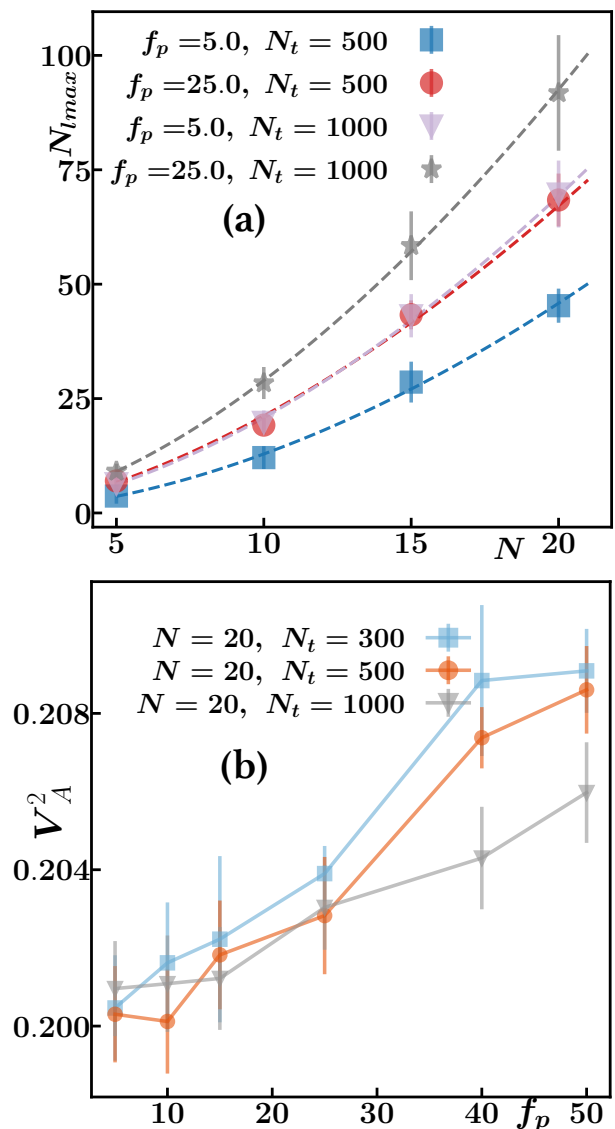 f_p =5.0, N_t = 500
f_p =25.0, N_t = 500
f_p =5.0, N_t = 1000
f_p =25.0, N_t = 1000
(a)
N_{lmax}
100
75
50
25
0
5 10 15 N 20
N = 20, N_t = 300
N = 20, N_t = 500
N = 20, N_t = 1000
(b)
V_A^2
0.208
0.204
0.200
10 20 30 40 f_p 50